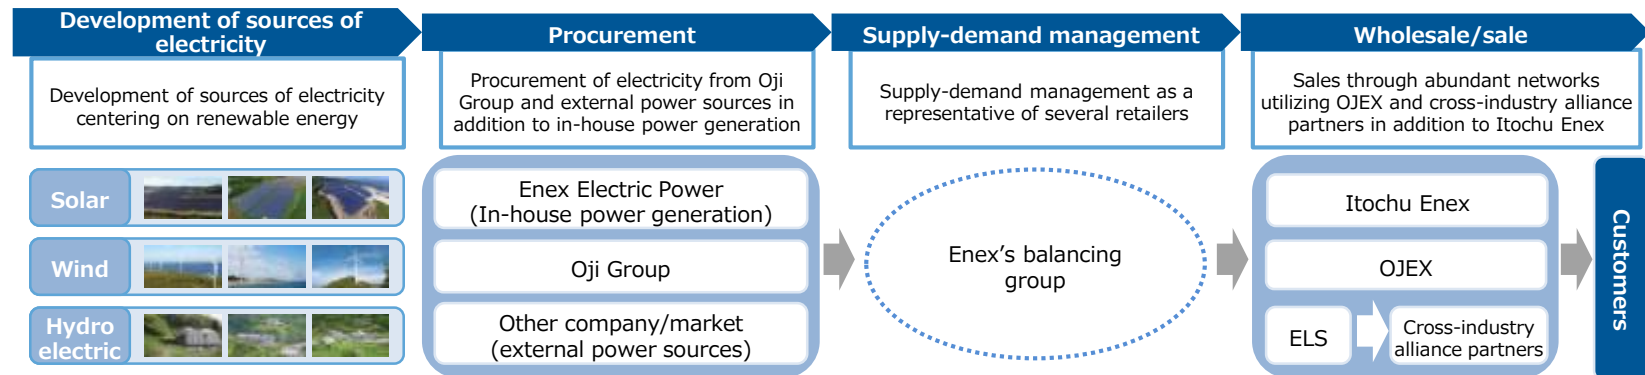 Development of sources of
electricity
Procurement
Supply-demand management
Wholesale/sale
Development of sources of electricity
centering on renewable energy
Procurement of electricity from Oji
Group and external power sources in
addition to in-house power generation
Supply-demand management as a
representative of several retailers
Sales through abundant networks
utilizing OJEX and cross-industry alliance
partners in addition to Itochu Enex
Solar
Wind
Hydro
electric
Enex Electric Power
(In-house power generation)
Oji Group
Other company/market
(external power sources)
Enex’s balancing
group
Itochu Enex
OJEX
ELS
Cross-industry
alliance partners
Customers